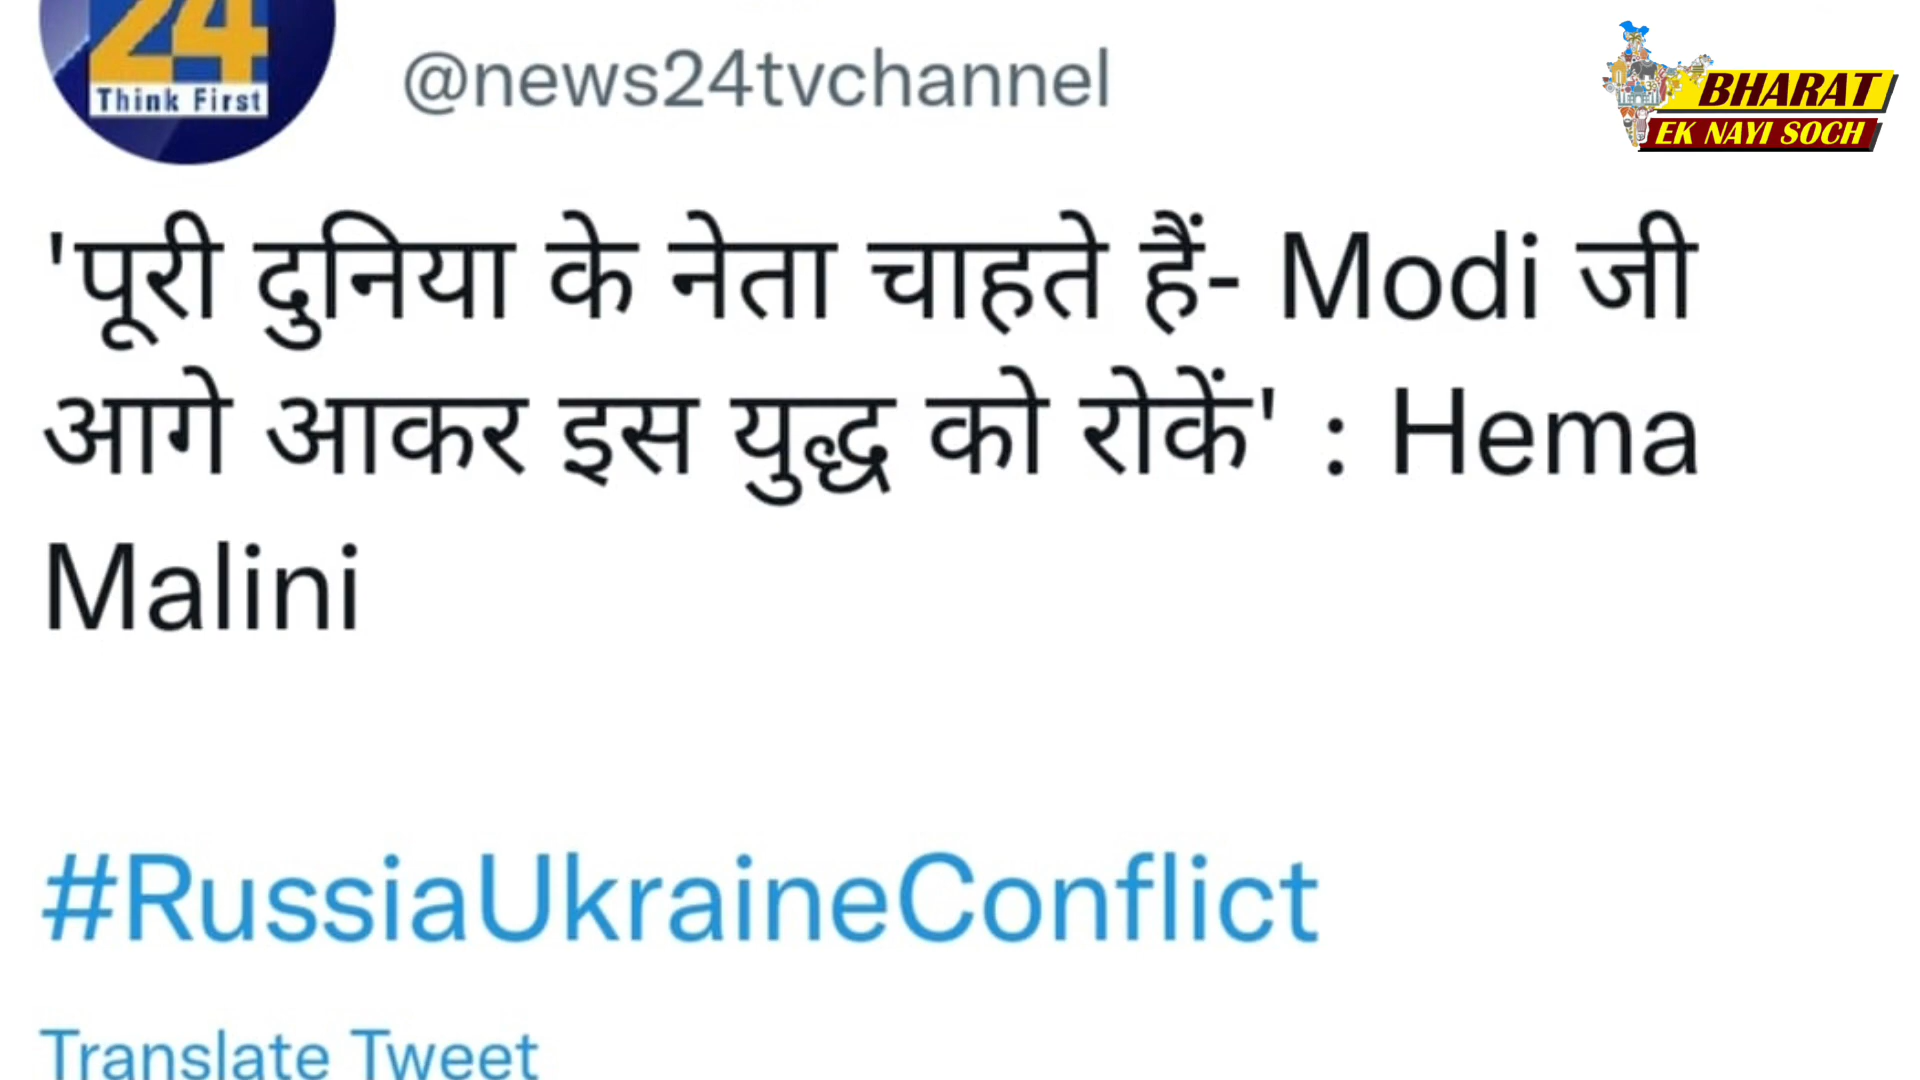 24
Think First
@news24tvchannel
BHARAT
EK NAYI SOCH
'पूरी दुनिया के नेता चाहते हैं- Modi जी
आगे आकर इस युद्ध को रोकें' : Hema
Malini
#RussiaUkraineConflict
Translate Tweet